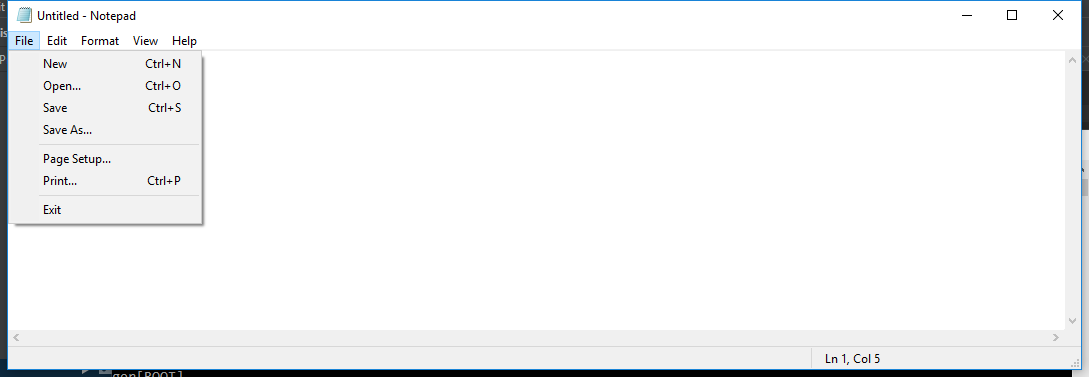 Untitled - Notepad
File Edit Format View Help
New Ctrl+N
Open... Ctrl+O
Save Ctrl+S
Save As...
Page Setup...
Print... Ctrl+P
Exit
Ln 1, Col 5
gen[ROOT]